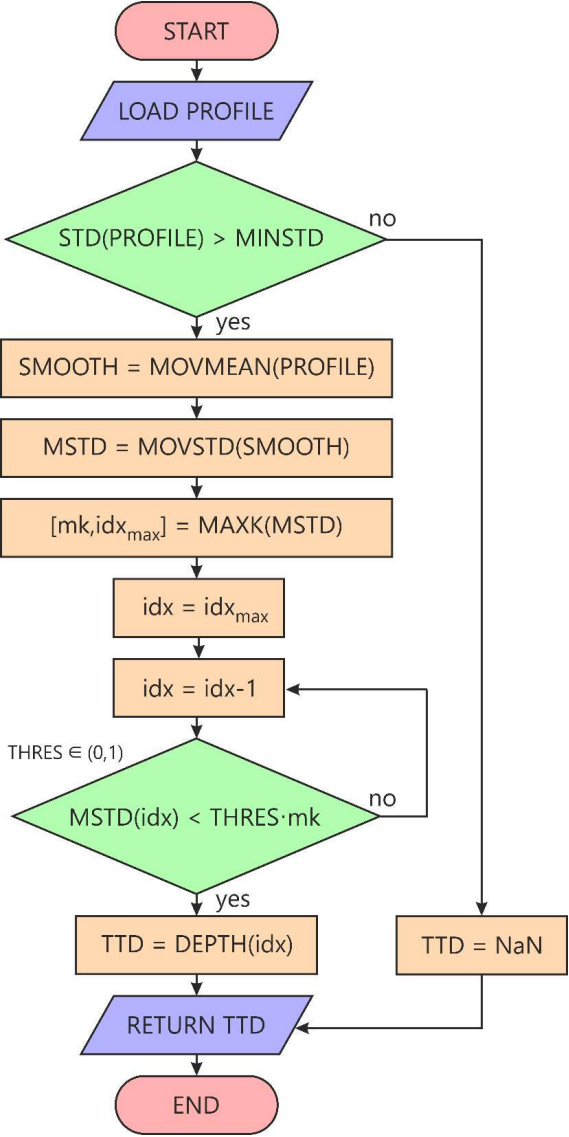 START
LOAD PROFILE
no
STD(PROFILE) > MINSTD
yes
SMOOTH = MOVMEAN(PROFILE)
MSTD = MOVSTD(SMOOTH)
[mk,idxmax] = MAXK(MSTD)
idx = idxmax
idx = idx-1
THRES ∈ (0,1)
no
MSTD(idx) < THRES·mk
yes
TTD = DEPTH(idx)
TTD = NaN
RETURN TTD
END